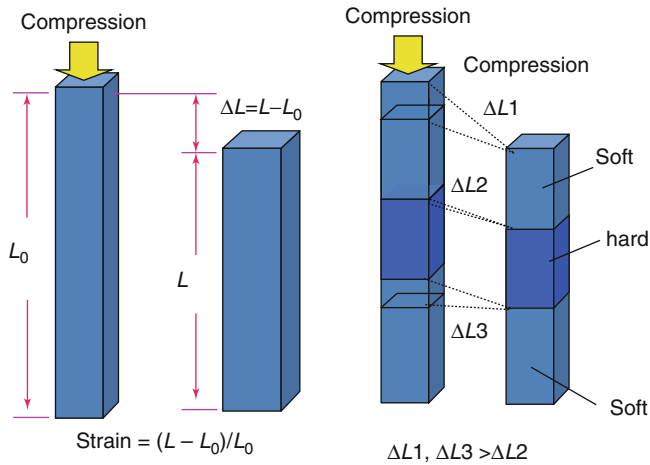 Compression
ΔL=L–L₀
L₀
L
Strain = (L – L₀)/L₀
Compression
Compression
ΔL1
Soft
ΔL2
hard
ΔL3
Soft
ΔL1, ΔL3 >ΔL2